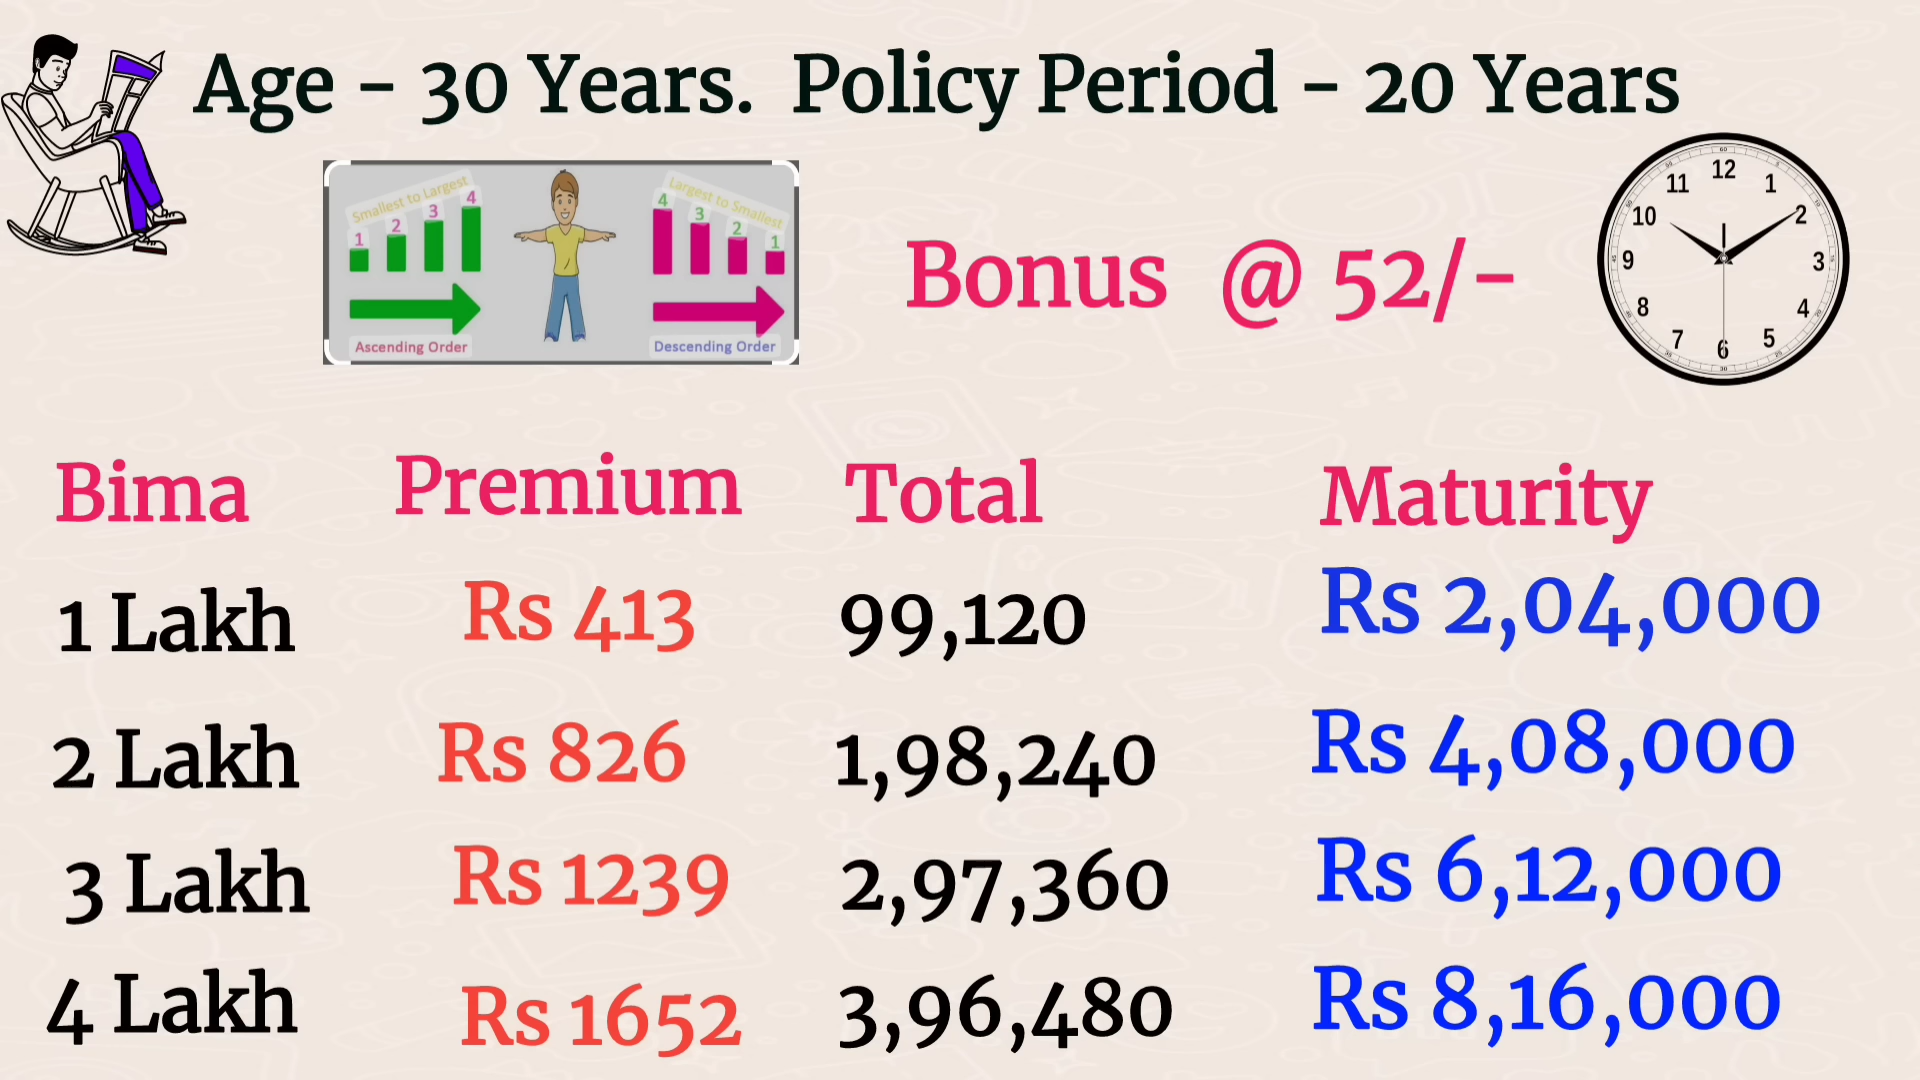 Age - 30 Years. Policy Period - 20 Years
Smallest to Largest
1 2 3 4
Ascending Order
Largest to Smallest
4 3 2 1
Descending Order
Bonus @ 52/-
12
1
2
3
4
5
6
7
8
9
10
11
Bima Premium Total Maturity
1 Lakh Rs 413 99,120 Rs 2,04,000
2 Lakh Rs 826 1,98,240 Rs 4,08,000
3 Lakh Rs 1239 2,97,360 Rs 6,12,000
4 Lakh Rs 1652 3,96,480 Rs 8,16,000